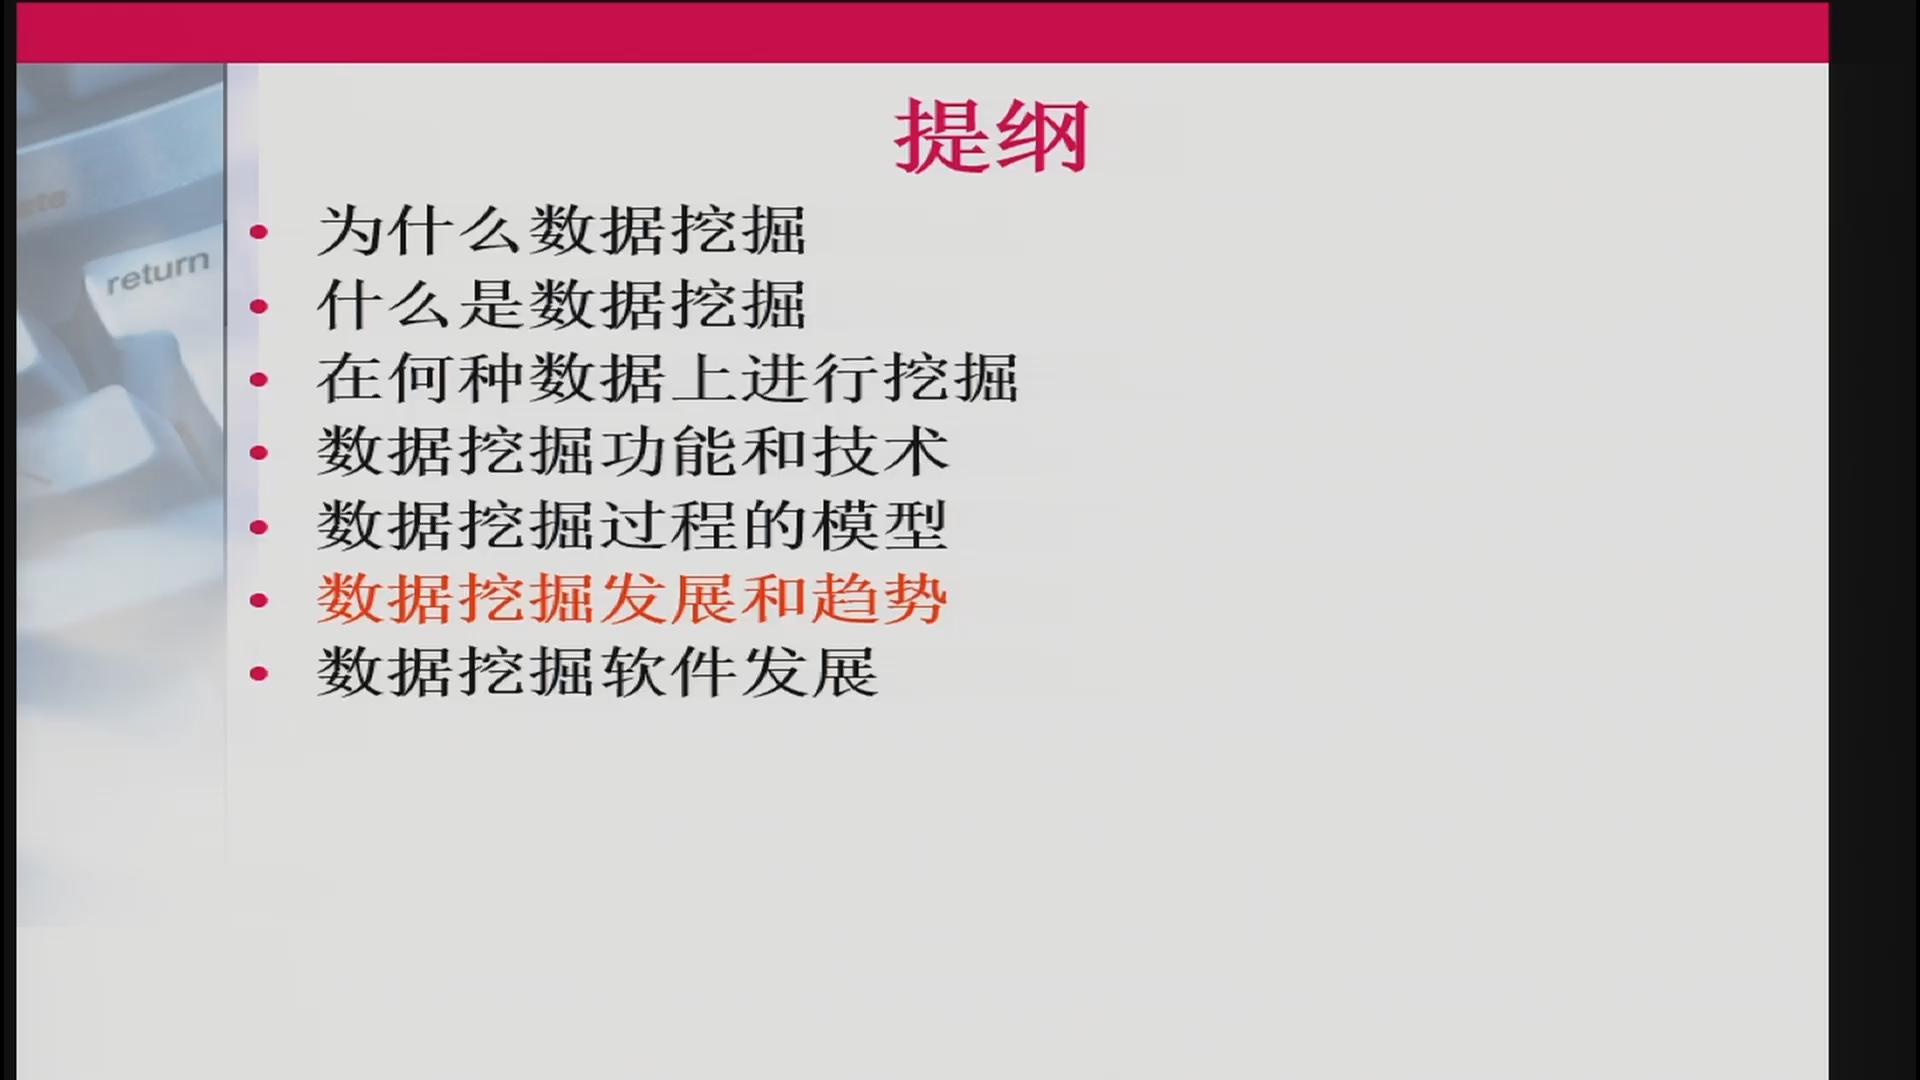 提纲
为什么数据挖掘
什么是数据挖掘
在何种数据上进行挖掘
数据挖掘功能和技术
数据挖掘过程的模型
数据挖掘发展和趋势
数据挖掘软件发展
return